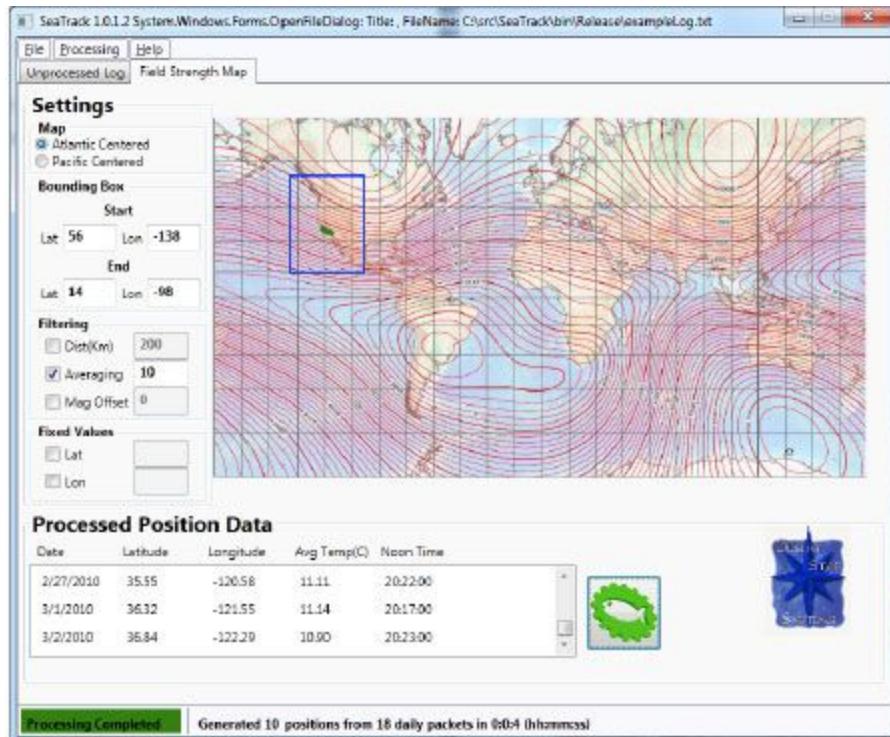 SeaTrack 1.0.1.2 System.Windows.Forms.OpenFileDialog: Title: , FileName: C:\src\SeaTrack\bin\Release\exampleLog.txt
File Processing Help
Unprocessed Log Field Strength Map
Settings
Map
Atlantic Centered
Pacific Centered
Bounding Box
Start
Lat 56 Lon -138
End
Lat 14 Lon -98
Filtering
Dist(Km) 200
Averaging 10
Mag Offset 0
Fixed Values
Lat
Lon
Processed Position Data
Date Latitude Longitude Avg Temp(C) Noon Time
2/27/2010 35.55 -120.58 11.11 20:22:00
3/1/2010 36.32 -121.55 11.14 20:17:00
3/2/2010 36.84 -122.29 10.90 20:23:00
Star
Processing Completed Generated 10 positions from 18 daily packets in 0:0:4 (hh:mm:ss)